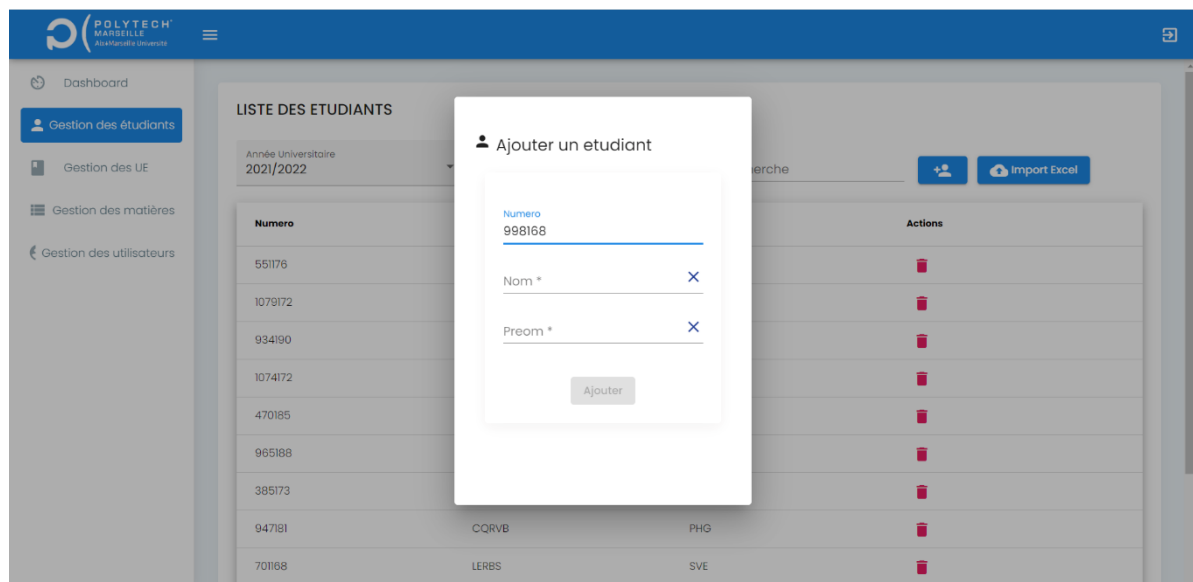 POLYTECH'
MARSEILLE
Aix*Marseille Université
Dashboard
Gestion des étudiants
Gestion des UE
Gestion des matières
Gestion des utilisateurs
LISTE DES ETUDIANTS
Année Universitaire
2021/2022
erche
Import Excel
Numero
Actions
551176
1079172
934190
1074172
470185
965188
385173
947181 CQRVB PHG
701168 LERBS SVE
Ajouter un etudiant
Numero
998168
Nom *
Preom *
Ajouter